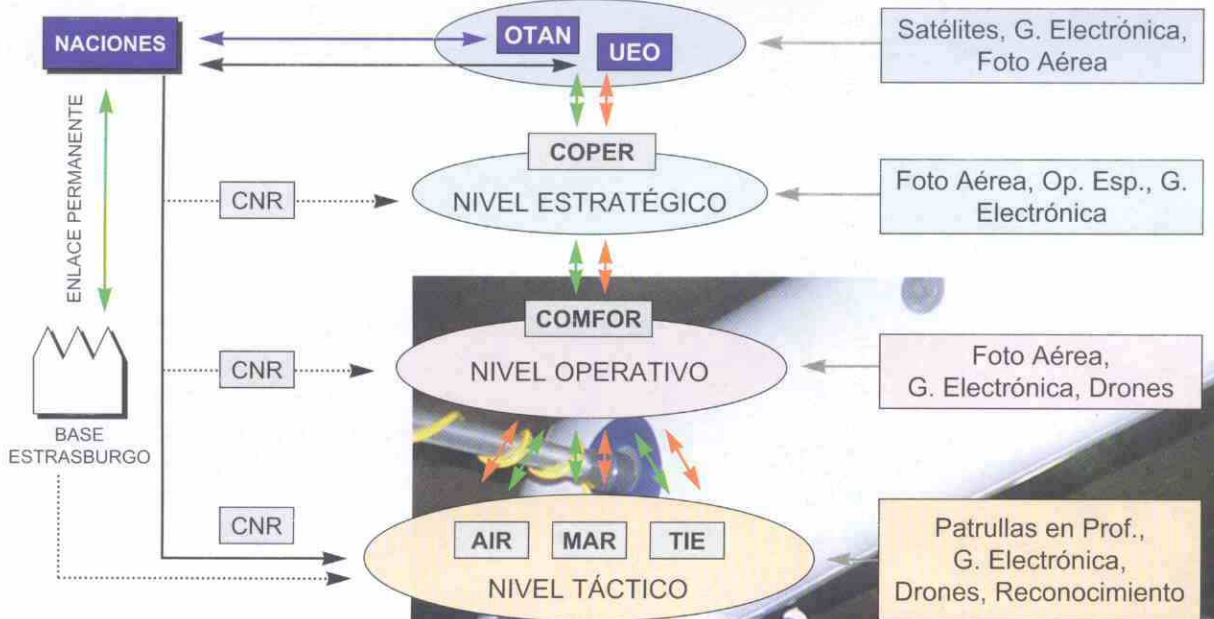 NACIONES
OTAN
UEO
Satélites, G. Electrónica,
Foto Aérea
ENLACE PERMANENTE
COPER
NIVEL ESTRATÉGICO
CNR
Foto Aérea, Op. Esp., G.
Electrónica
COMFOR
NIVEL OPERATIVO
CNR
Foto Aérea,
G. Electrónica, Drones
BASE
ESTRASBURGO
CNR
AIR
MAR
TIE
NIVEL TÁCTICO
Patrullas en Prof.,
G. Electrónica,
Drones, Reconocimiento